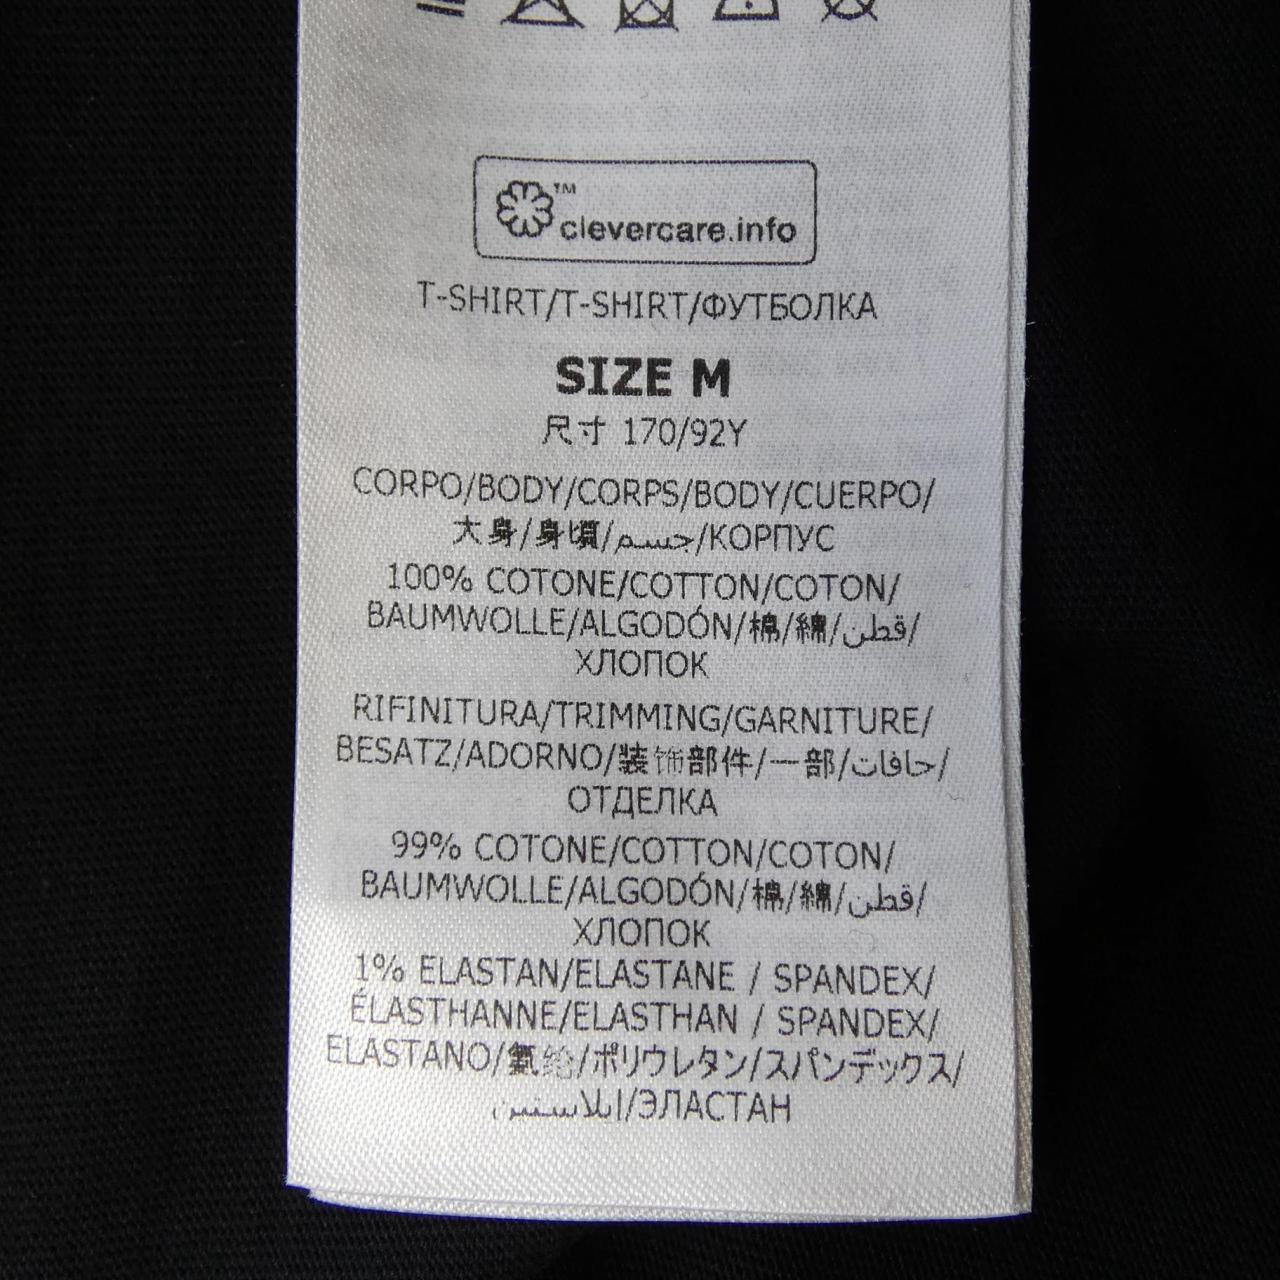 ™
clevercare.info
T-SHIRT/T-SHIRT/ФУТБОЛКА
SIZE M
尺寸 170/92Y
CORPO/BODY/CORPS/BODY/CUERPO/
大身/身頃/جسم/КОРПУС
100% COTONE/COTTON/COTON/
BAUMWOLLE/ALGODÓN/棉/綿/قطن/
ХЛОПОК
RIFINITURA/TRIMMING/GARNITURE/
BESATZ/ADORNO/装饰部件/一部/حافات/
ОТДЕЛКА
99% COTONE/COTTON/COTON/
BAUMWOLLE/ALGODÓN/棉/綿/قطن/
ХЛОПОК
1% ELASTAN/ELASTANE / SPANDEX/
ÉLASTHANNE/ELASTHAN / SPANDEX/
ELASTANO/氨纶/ポリウレタン/スパンデックス/
ايلاستين/ЭЛАСТАН